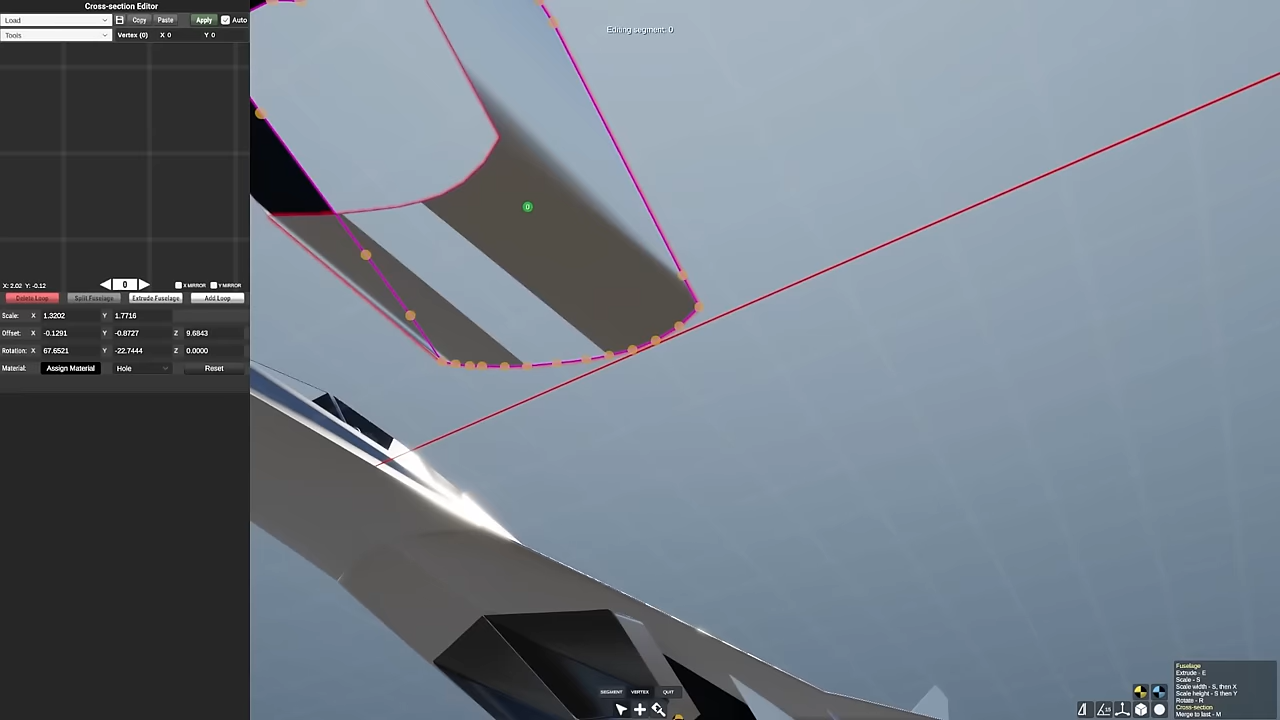 Cross-section Editor
Load Copy Paste Apply Auto
Tools Vertex (0) X 0 Y 0
Editing segment: 0
0
X: 2.02 Y: -0.12 0 X MIRROR Y MIRROR
Delete Loop Split Fuselage Extrude Fuselage Add Loop
Scale: X 1.3202 Y 1.7716
Offset: X -0.1291 Y -0.8727 Z 9.6843
Rotation: X 67.6521 Y -22.7444 Z 0.0000
Material: Assign Material Hole Reset
SEGMENT VERTEX QUIT
Fuselage
Extrude - E
Scale - S
Scale width - S, then X
Scale height - S then Y
Rotate - R
Cross-section
Merge to last - M